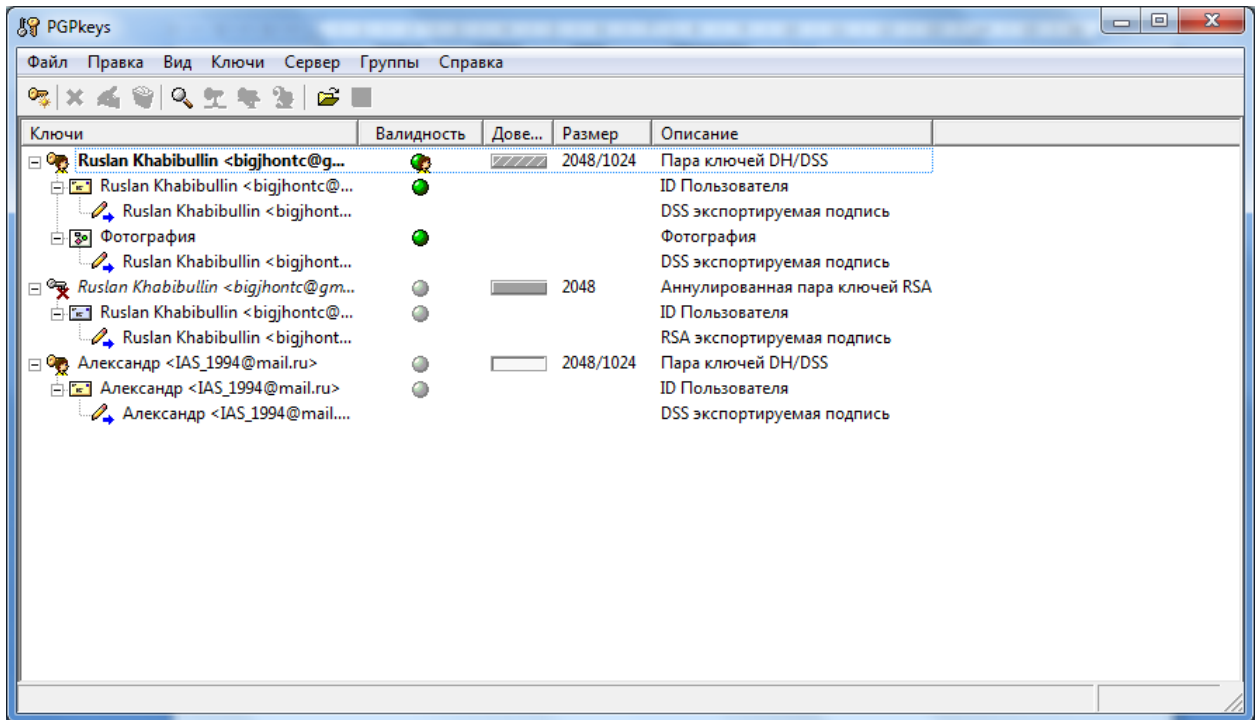 PGPkeys
Файл Правка Вид Ключи Сервер Группы Справка
Ключи Валидность Дове... Размер Описание
Ruslan Khabibullin <bigjhontc@g... 2048/1024 Пара ключей DH/DSS
Ruslan Khabibullin <bigjhontc@... ID Пользователя
Ruslan Khabibullin <bigjhont... DSS экспортируемая подпись
Фотография Фотография
Ruslan Khabibullin <bigjhont... DSS экспортируемая подпись
Ruslan Khabibullin <bigjhontc@gm... 2048 Аннулированная пара ключей RSA
Ruslan Khabibullin <bigjhontc@... ID Пользователя
Ruslan Khabibullin <bigjhont... RSA экспортируемая подпись
Александр <IAS_1994@mail.ru> 2048/1024 Пара ключей DH/DSS
Александр <IAS_1994@mail.ru> ID Пользователя
Александр <IAS_1994@mail.... DSS экспортируемая подпись